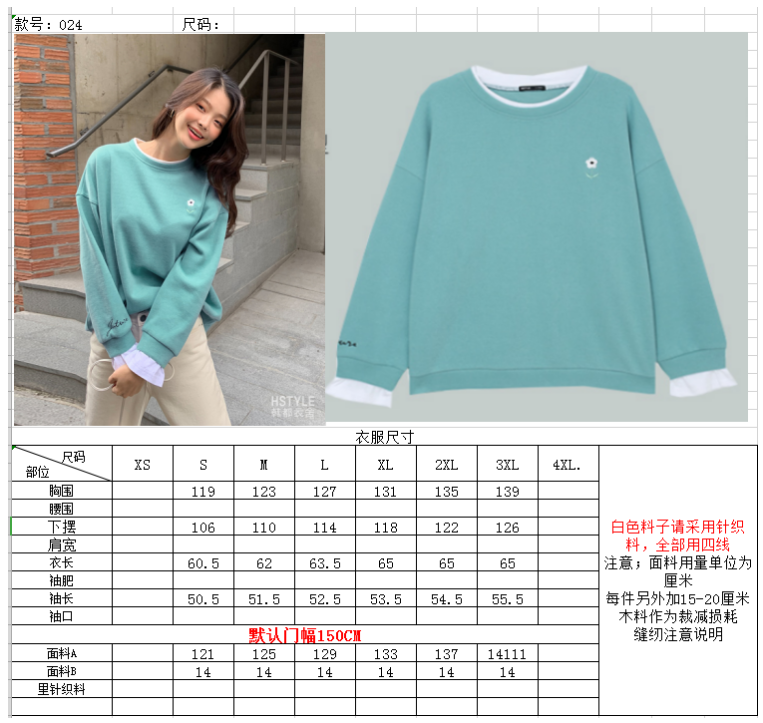 款号：024 尺码：
HSTYLE
韩都衣舍
衣服尺寸
尺码 XS S M L XL 2XL 3XL 4XL.
部位
胸围 119 123 127 131 135 139
腰围
下摆 106 110 114 118 122 126
肩宽
衣长 60.5 62 63.5 65 65 65
袖肥
袖长 50.5 51.5 52.5 53.5 54.5 55.5
袖口
默认门幅150CM
面料A 121 125 129 133 137 14111
面料B 14 14 14 14 14 14
里针织料
白色料子请采用针织
料，全部用四线
注意；面料用量单位为
厘米
每件另外加15-20厘米
木料作为裁减损耗
缝纫注意说明